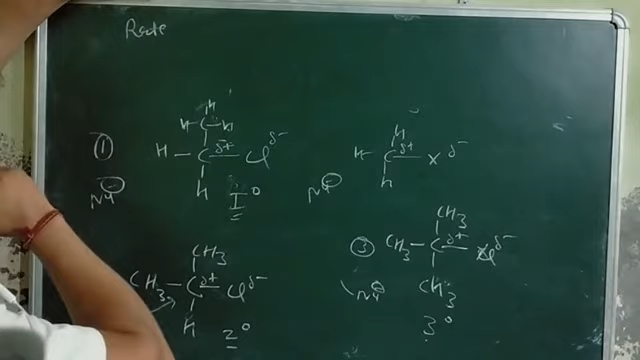 Rate
H
H - C - H
① H - C δ+ - Cl δ-
Nu⊖ H I°
H
H - C δ+ - X δ-
Nu⊖ H
CH3
CH3 - C δ+ - Cl δ-
H 2°
CH3
③ CH3 - C δ+ - Cl δ-
Nu⊖ CH3
3°